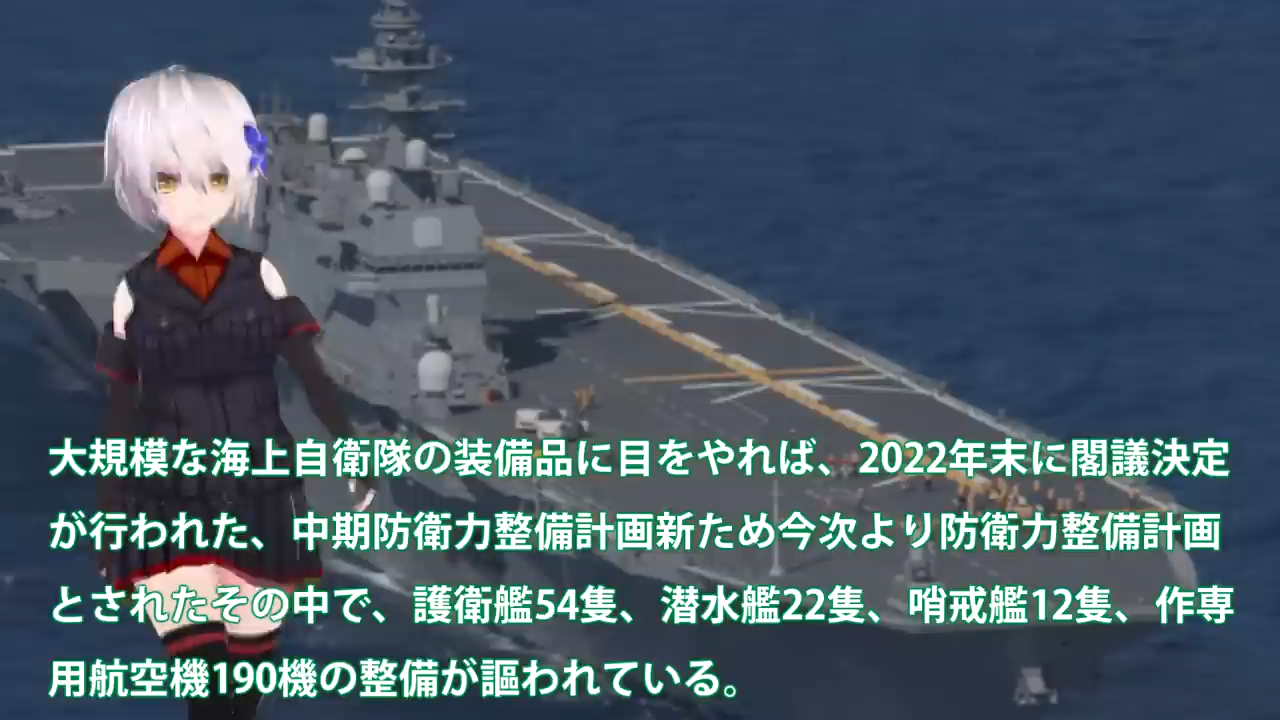 大規模な海上自衛隊の装備品に目をやれば、2022年末に閣議決定
が行われた、中期防衛力整備計画新ため今次より防衛力整備計画
とされたその中で、護衛艦54隻、潜水艦22隻、哨戒艦12隻、作専
用航空機190機の整備が謳われている。